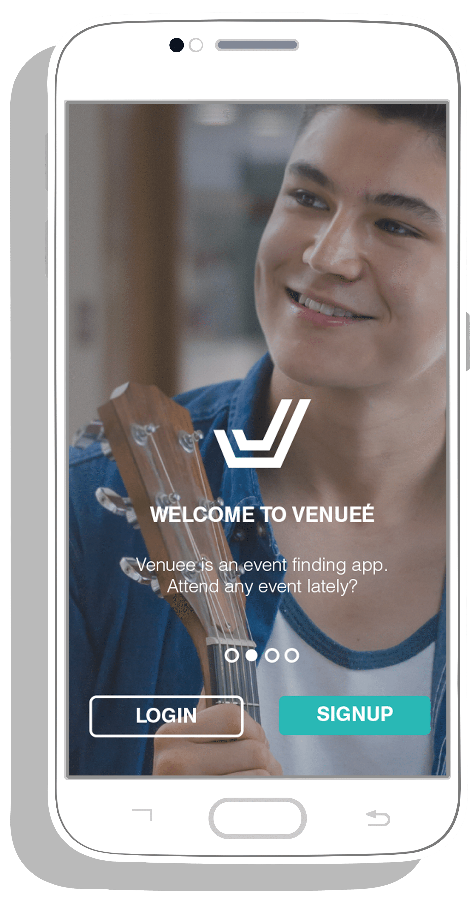 WELCOME TO VENUEÉ
Venuee is an event finding app.
Attend any event lately?
LOGIN
SIGNUP